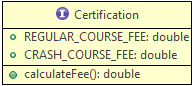 I Certification
REGULAR_COURSE_FEE: double
CRASH_COURSE_FEE: double
calculateFee(): double